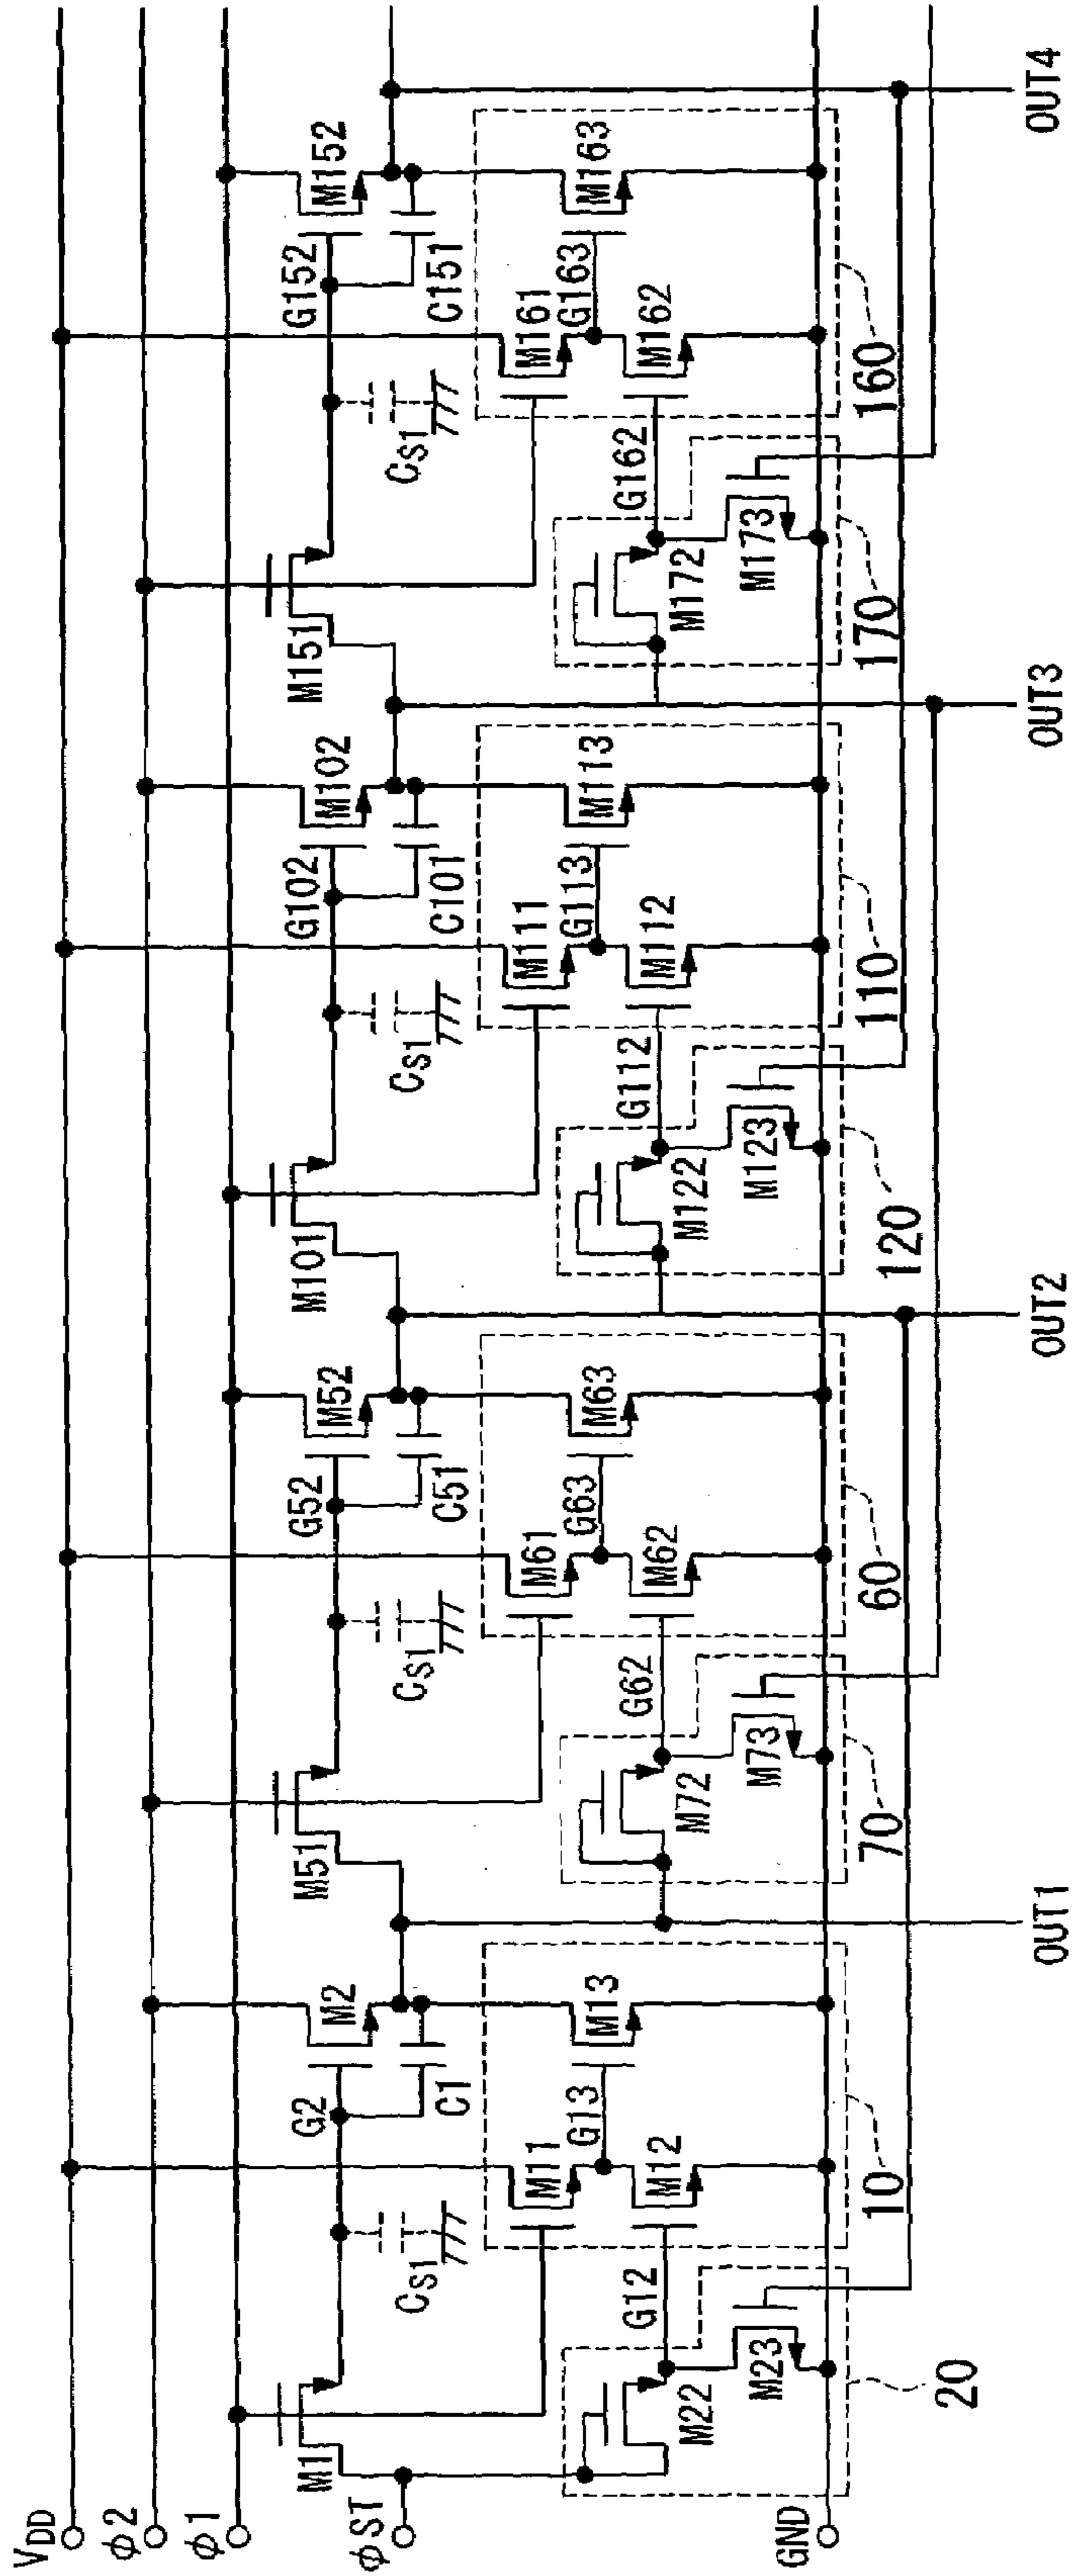 VDD
φ2
φ1
φST
GND
M1
G2
M2
C1
CS1
M11
G13
M13
M12
G12
M22
M23
20
10
OUT1
M51
G52
M52
C51
CS1
M61
G63
M63
M62
G62
M72
M73
70
60
OUT2
M101
G102
M102
C101
CS1
M111
G113
M113
M112
G112
M122
M123
120
110
OUT3
M151
G152
M152
C151
CS1
M161
G163
M163
M162
G162
M172
M173
170
160
OUT4